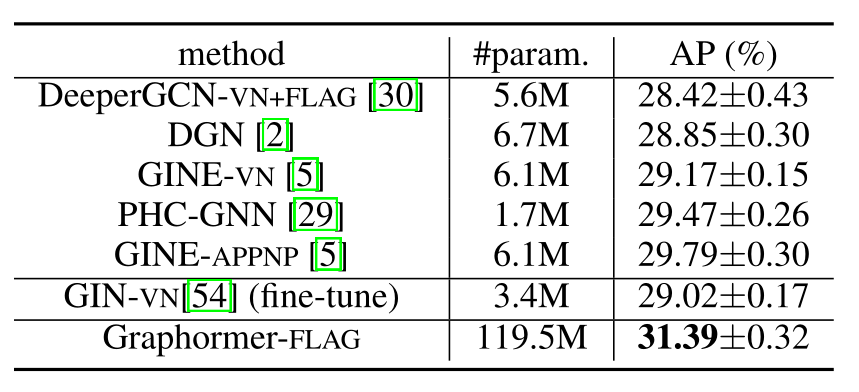 method #param. AP (%)
DeeperGCN-VN+FLAG [30] 5.6M 28.42±0.43
DGN [2] 6.7M 28.85±0.30
GINE-VN [5] 6.1M 29.17±0.15
PHC-GNN [29] 1.7M 29.47±0.26
GINE-APPNP [5] 6.1M 29.79±0.30
GIN-VN[54] (fine-tune) 3.4M 29.02±0.17
Graphormer-FLAG 119.5M 31.39±0.32